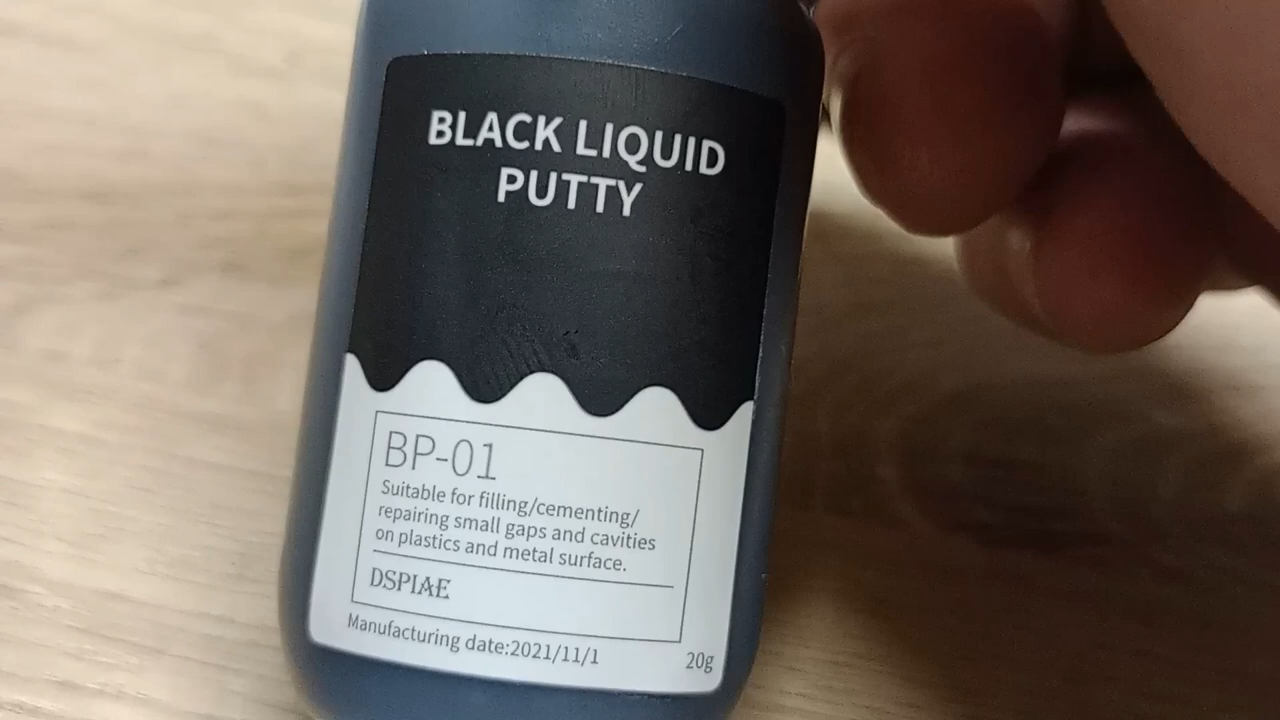 BLACK LIQUID
PUTTY
BP-01
Suitable for filling/cementing/
repairing small gaps and cavities
on plastics and metal surface.
DSPIAE
Manufacturing date:2021/11/1
20g